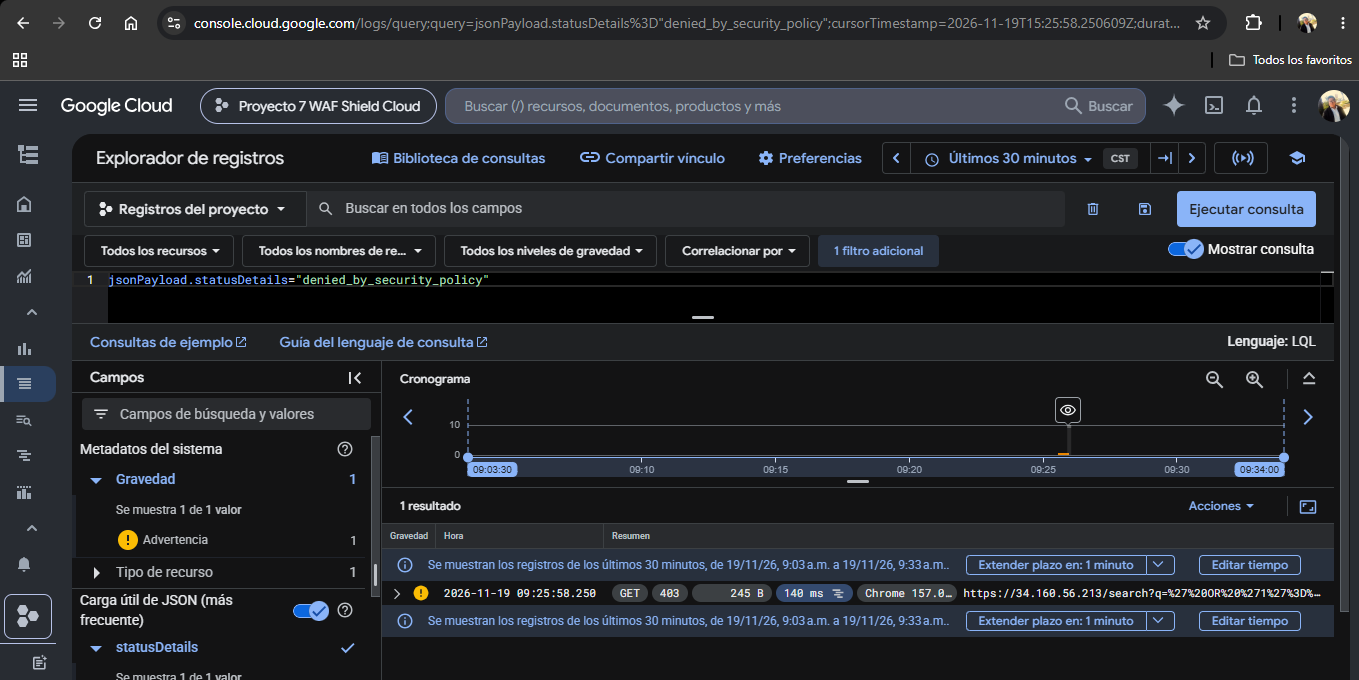 console.cloud.google.com/logs/query;query=jsonPayload.statusDetails%3D"denied_by_security_policy";cursorTimestamp=2026-11-19T15:25:58.250609Z;durat...
Todos los favoritos
Google Cloud
Proyecto 7 WAF Shield Cloud
Buscar (/) recursos, documentos, productos y más
Buscar
Explorador de registros
Biblioteca de consultas
Compartir vínculo
Preferencias
Últimos 30 minutos
CST
Registros del proyecto
Buscar en todos los campos
Ejecutar consulta
Todos los recursos
Todos los nombres de re...
Todos los niveles de gravedad
Correlacionar por
1 filtro adicional
Mostrar consulta
1 jsonPayload.statusDetails="denied_by_security_policy"
Consultas de ejemplo
Guía del lenguaje de consulta
Lenguaje: LQL
Campos
Campos de búsqueda y valores
Metadatos del sistema
Gravedad 1
Se muestra 1 de 1 valor
Advertencia 1
Tipo de recurso 1
Carga útil de JSON (más
frecuente)
statusDetails
Se muestra 1 de 1 valor
Cronograma
10
0
09:03:30 09:10 09:15 09:20 09:25 09:30 09:34:00
1 resultado
Acciones
Gravedad Hora Resumen
Se muestran los registros de los últimos 30 minutos, de 19/11/26, 9:03 a.m. a 19/11/26, 9:33 a.m.. Extender plazo en: 1 minuto Editar tiempo
2026-11-19 09:25:58.250 GET 403 245 B 140 ms Chrome 157.0… https://34.160.56.213/search?q=%27%20OR%20%271%27%3D%…
Se muestran los registros de los últimos 30 minutos, de 19/11/26, 9:03 a.m. a 19/11/26, 9:33 a.m.. Extender plazo en: 1 minuto Editar tiempo